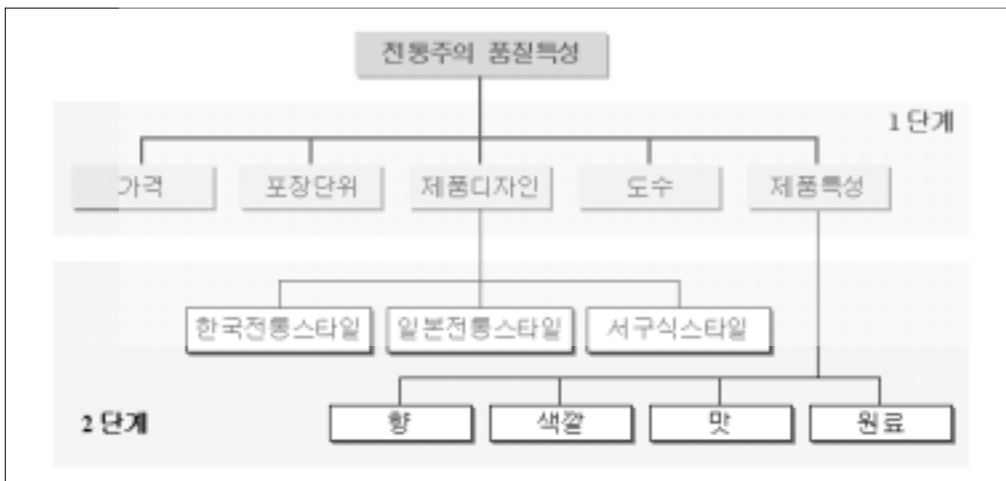 전통주의 품질특성
1 단계
가격 포장단위 제품디자인 도수 제품특성
한국전통스타일 일본전통스타일 서구식스타일
2 단계
향 색깔 맛 원료